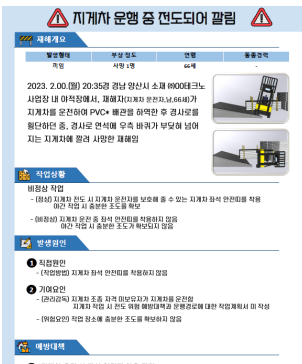 지게차 운행 중 전도되어 깔림
재해개요
발생형태 부상정도 연령 동종경력
끼임 사망 1명 66세 -
2023. 2.00.(월) 20:35경 경남 양산시 소재 ㈜00테크노
사업장 내 야적장에서, 재해자(지게차 운전자,남,66세)가
지게차를 운전하여 PVC* 배관을 하역한 후 경사로를
횡단하던 중, 경사로 연석에 우측 바퀴가 부딪혀 넘어
지는 지게차에 깔려 사망한 재해임
작업상황
비정상 작업
- (정상) 지게차 전도 시 지게차 운전자를 보호해 줄 수 있는 지게차 좌석 안전띠를 착용
야간 작업 시 충분한 조도를 확보
- (비정상) 지게차 운전 중 좌석 안전띠를 착용하지 않음
야간 작업 시 충분한 조도가 확보되지 않음
발생원인
❶ 직접원인
- (작업방법) 지게차 좌석 안전띠를 착용하지 않음
❷ 기여요인
- (관리감독) 지게차 조종 자격 미보유자가 지게차를 운전함
지게차 작업 시 전도 위험 예방대책과 운행경로에 대한 작업계획서 미 작성
- (위험요인) 작업 장소에 충분한 조도를 확보하지 않음
예방대책